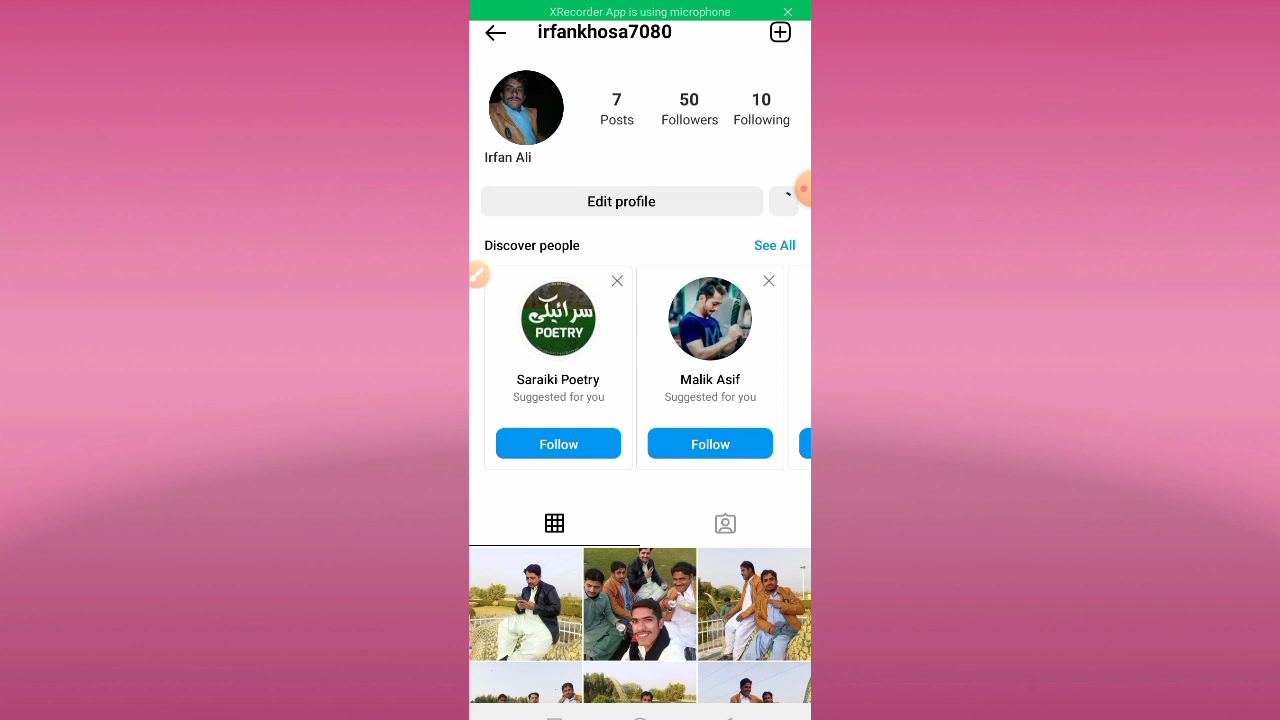 XRecorder App is using microphone
irfankhosa7080
7 50 10
Posts Followers Following
Irfan Ali
Edit profile
Discover people See All
سرائیکی
POETRY
Saraiki Poetry Malik Asif
Suggested for you Suggested for you
Follow Follow